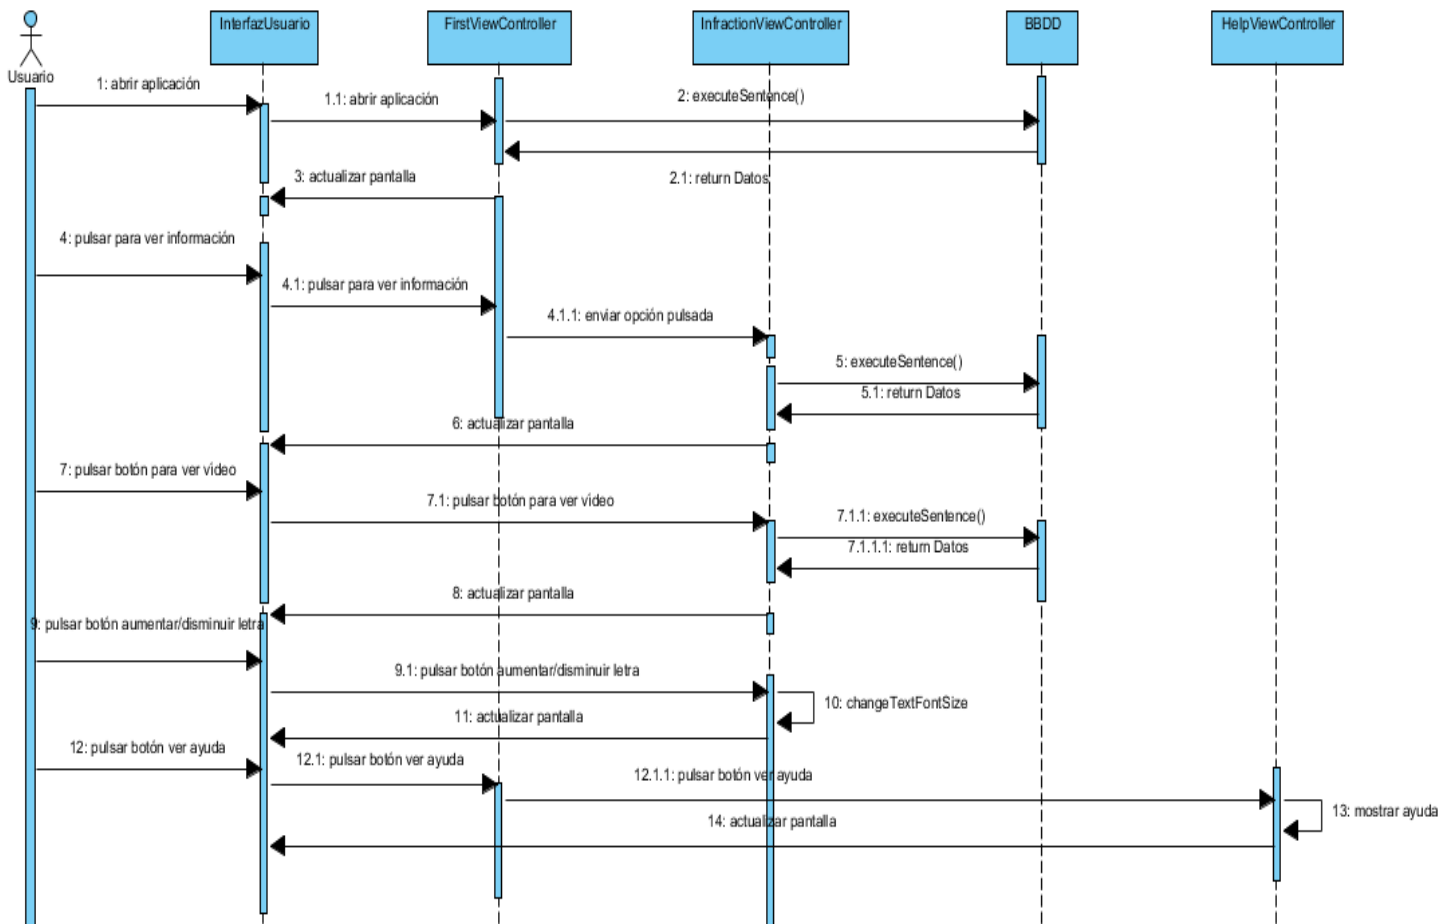 InterfazUsuario
FirstViewController
InfractionViewController
BBDD
HelpViewController
Usuario
1: abrir aplicación
1.1: abrir aplicación
2: executeSentence()
2.1: return Datos
3: actualizar pantalla
4: pulsar para ver información
4.1: pulsar para ver información
4.1.1: enviar opción pulsada
5: executeSentence()
5.1: return Datos
6: actualizar pantalla
7: pulsar botón para ver vídeo
7.1: pulsar botón para ver vídeo
7.1.1: executeSentence()
7.1.1.1: return Datos
8: actualizar pantalla
9: pulsar botón aumentar/disminuir letra
9.1: pulsar botón aumentar/disminuir letra
10: changeTextFontSize
11: actualizar pantalla
12: pulsar botón ver ayuda
12.1: pulsar botón ver ayuda
12.1.1: pulsar botón ver ayuda
13: mostrar ayuda
14: actualizar pantalla